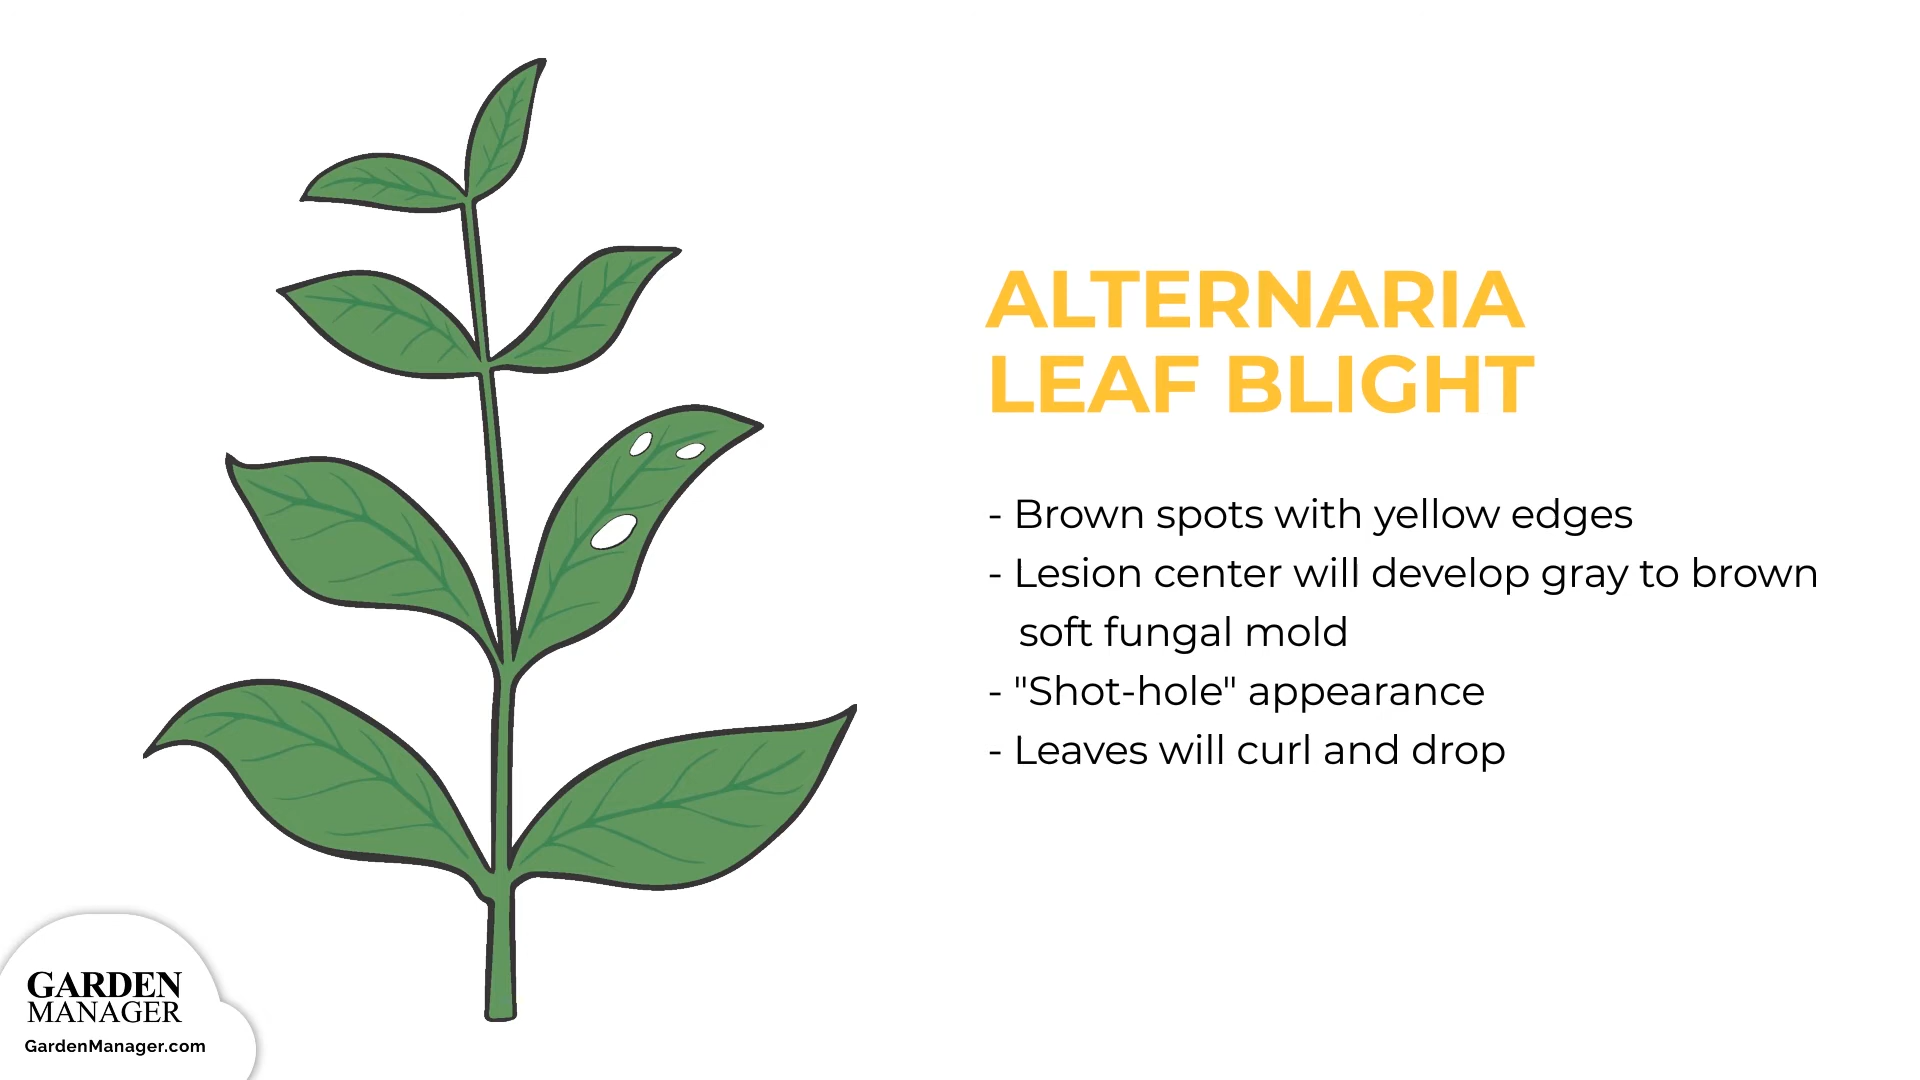 ALTERNARIA
LEAF BLIGHT
- Brown spots with yellow edges
- Lesion center will develop gray to brown
soft fungal mold
- "Shot-hole" appearance
- Leaves will curl and drop
GARDEN
MANAGER
GardenManager.com